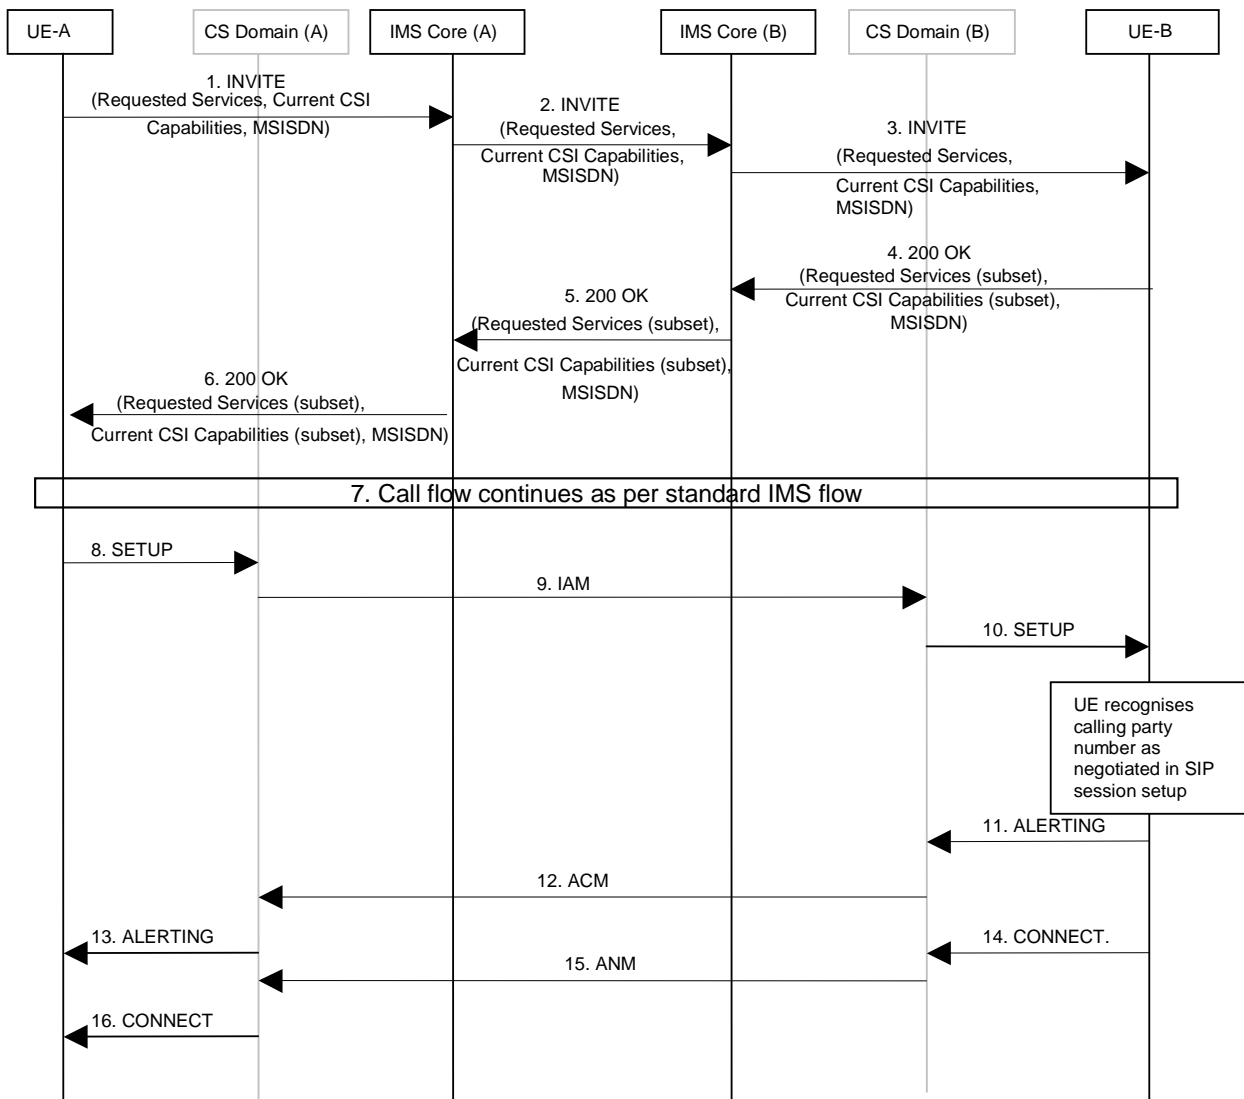 UE-A
CS Domain (A)
IMS Core (A)
IMS Core (B)
CS Domain (B)
UE-B
1. INVITE
(Requested Services, Current CSI
Capabilities, MSISDN)
2. INVITE
(Requested Services,
Current CSI Capabilities,
MSISDN)
3. INVITE
(Requested Services,
Current CSI Capabilities,
MSISDN)
4. 200 OK
(Requested Services (subset),
Current CSI Capabilities (subset),
MSISDN)
5. 200 OK
(Requested Services (subset),
Current CSI Capabilities (subset),
MSISDN)
6. 200 OK
(Requested Services (subset),
Current CSI Capabilities (subset), MSISDN)
7. Call flow continues as per standard IMS flow
8. SETUP
9. IAM
10. SETUP
UE recognises
calling party
number as
negotiated in SIP
session setup
11. ALERTING
12. ACM
13. ALERTING
14. CONNECT.
15. ANM
16. CONNECT